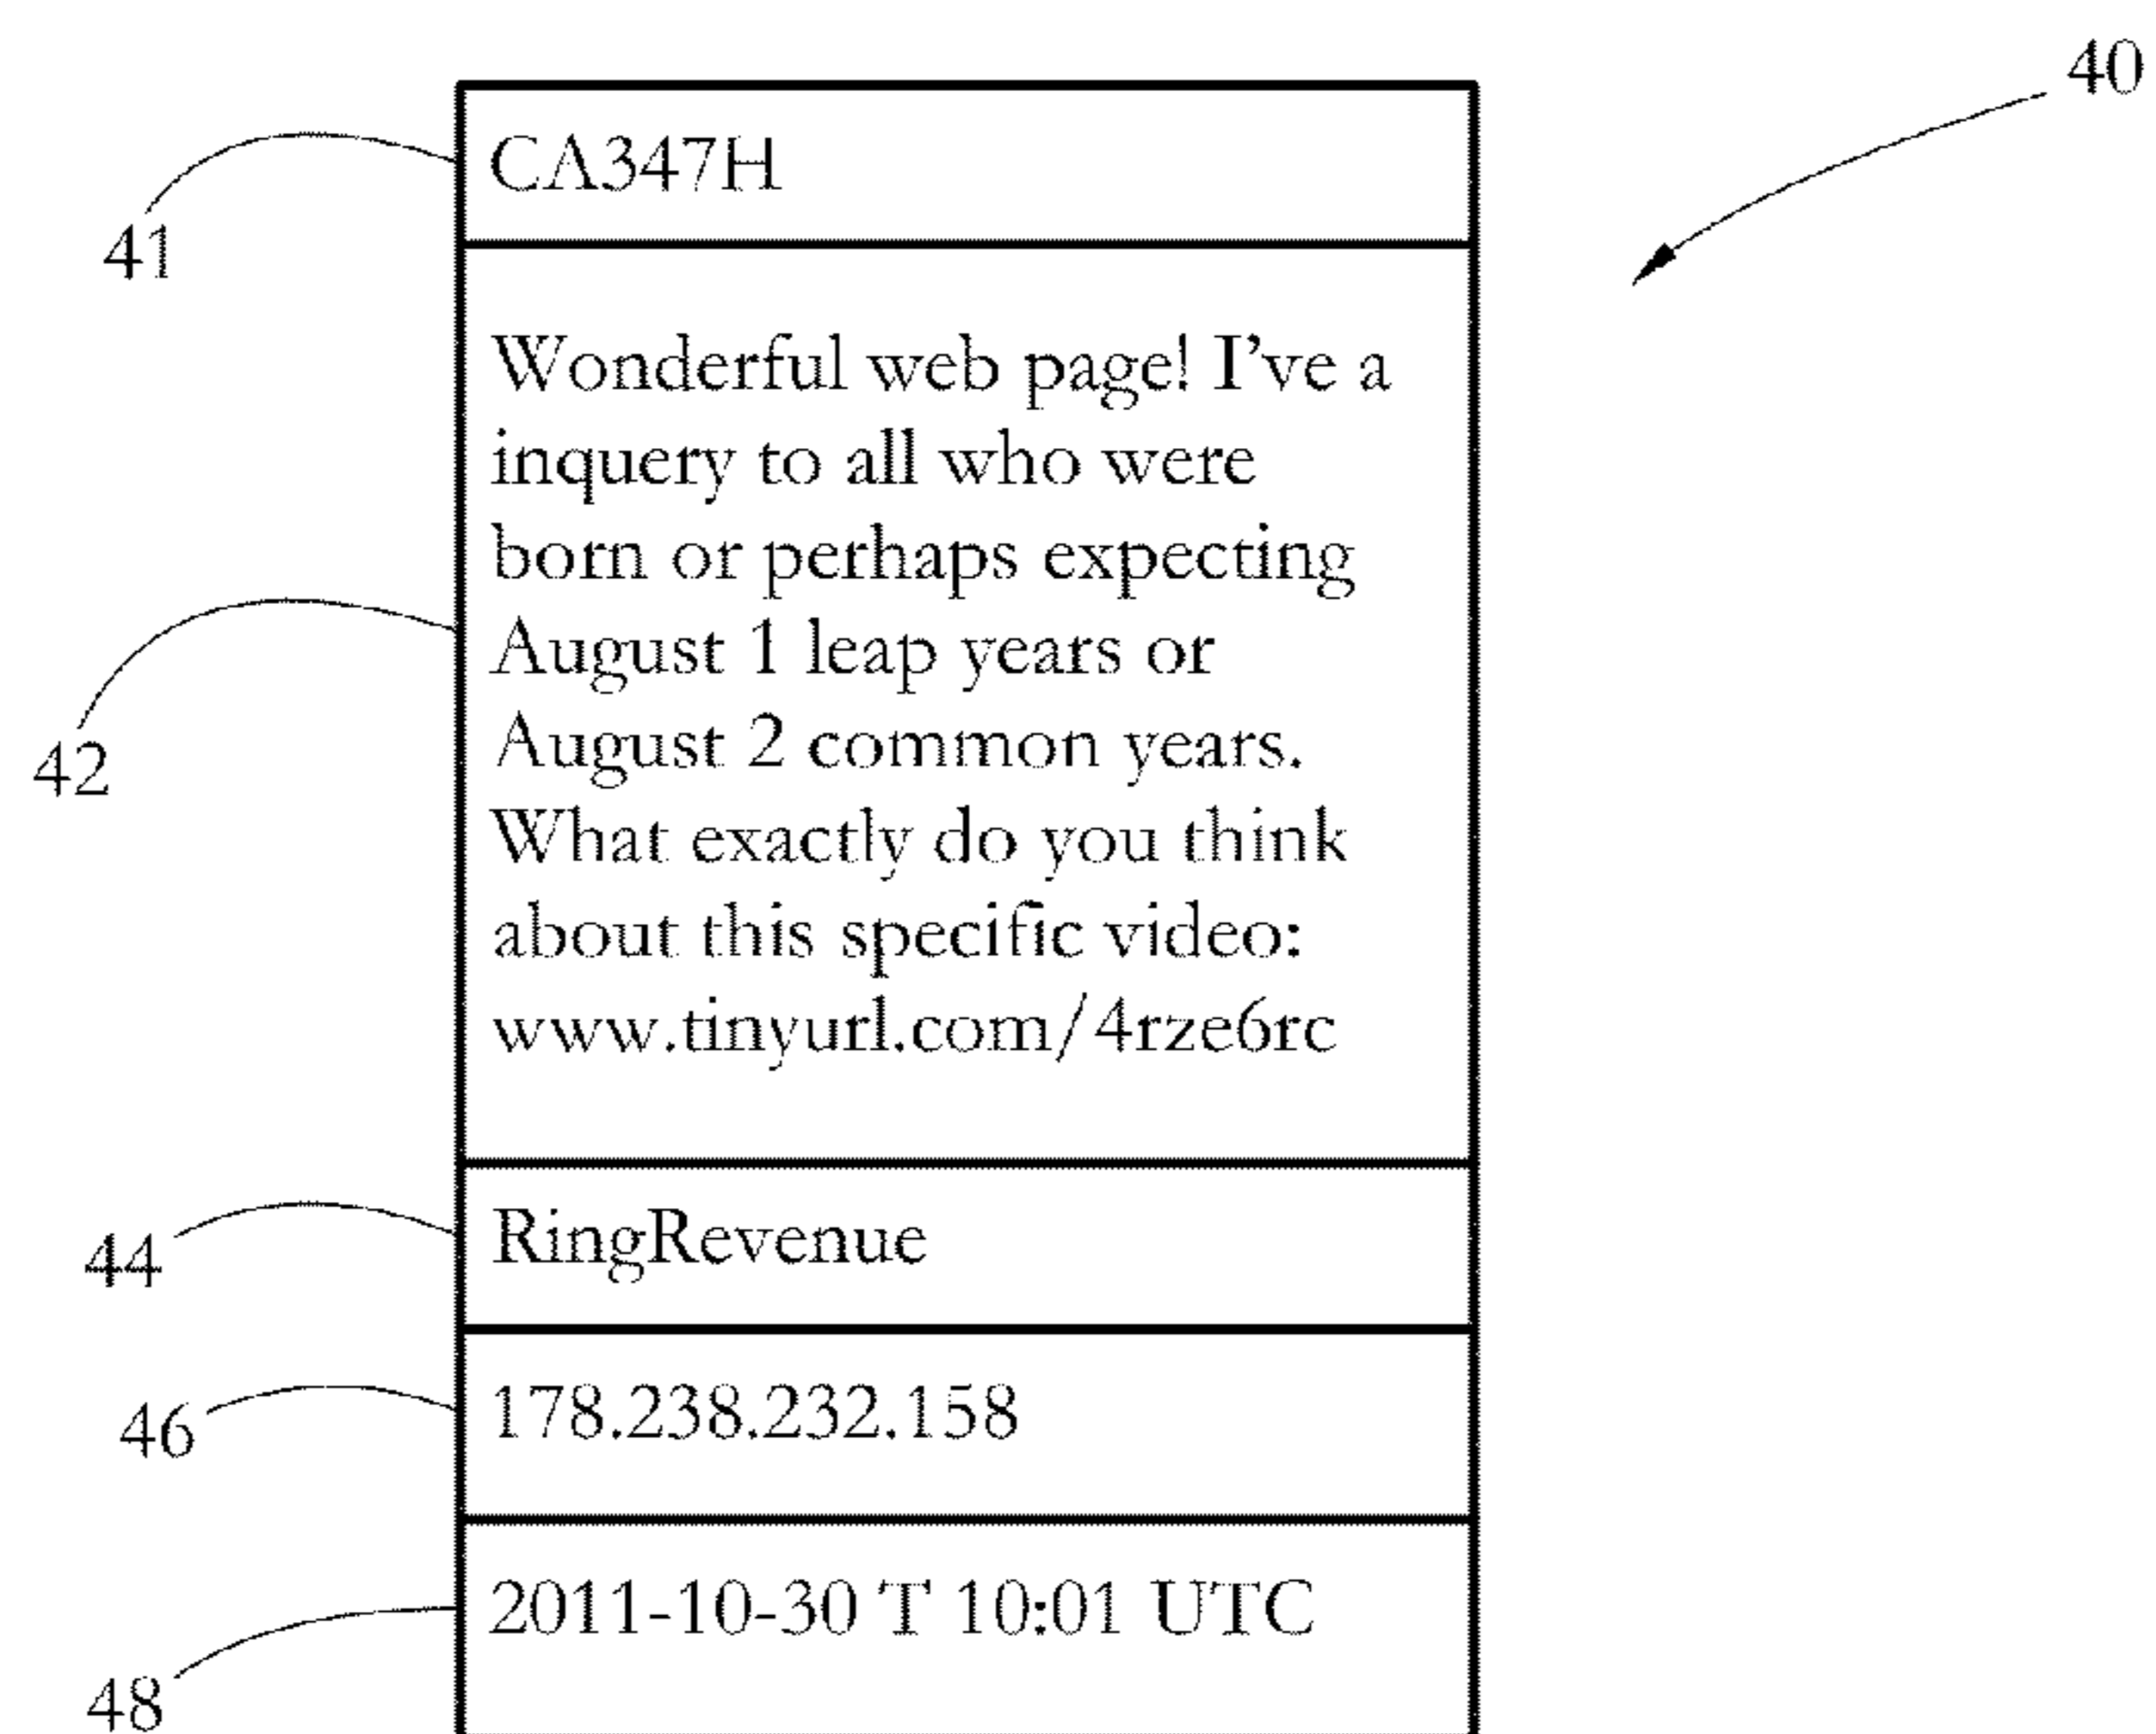 40
CA347H
41
Wonderful web page! I've a
inquery to all who were
born or perhaps expecting
August 1 leap years or
August 2 common years.
What exactly do you think
about this specific video:
www.tinyurl.com/4rze6rc
42
RingRevenue
44
178.238.232.158
46
2011-10-30 T 10:01 UTC
48